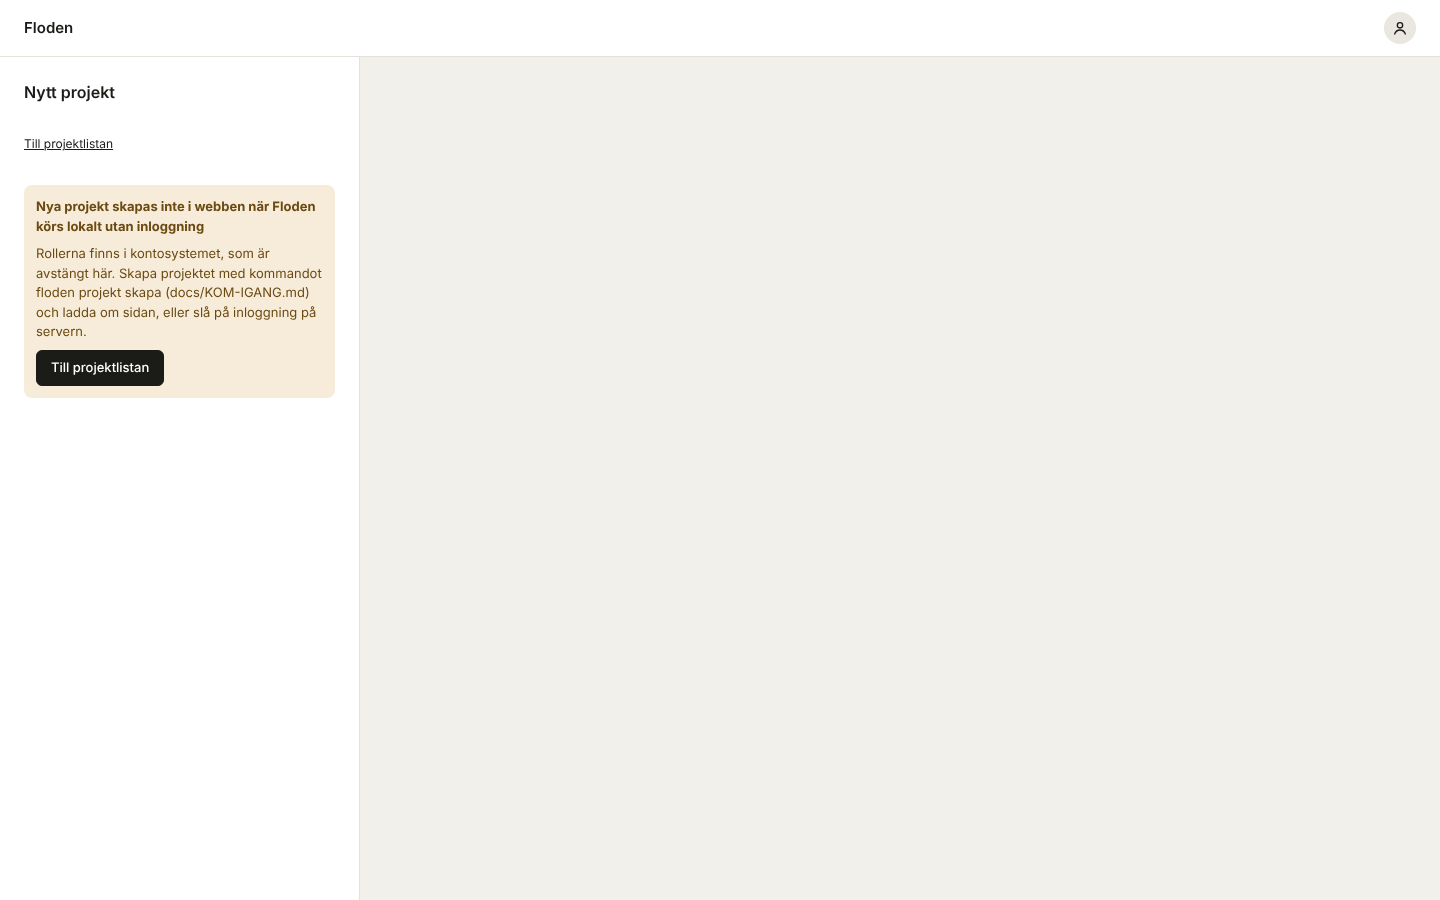 Floden
Nytt projekt
Till projektlistan
Nya projekt skapas inte i webben när Floden
körs lokalt utan inloggning
Rollerna finns i kontosystemet, som är
avstängt här. Skapa projektet med kommandot
floden projekt skapa (docs/KOM-IGANG.md)
och ladda om sidan, eller slå på inloggning på
servern.
Till projektlistan